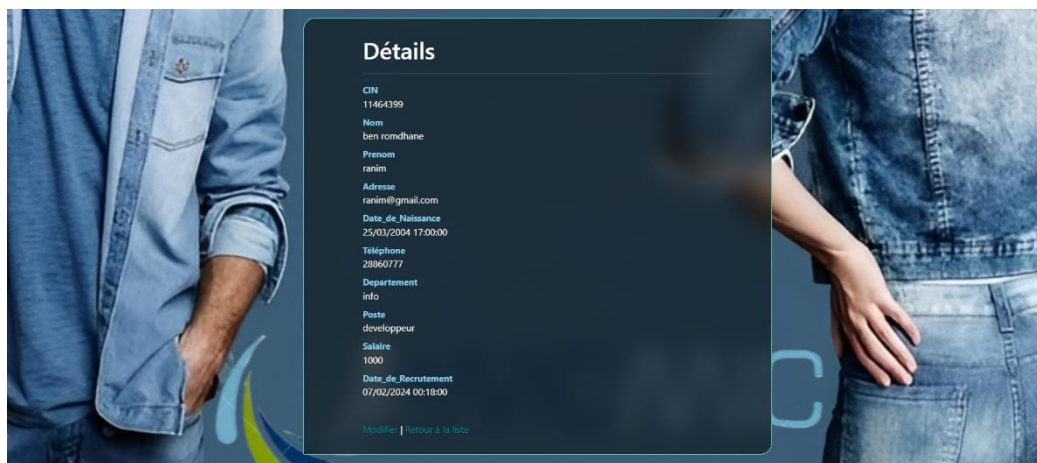 Détails
CIN
11464399
Nom
ben romdhane
Prenom
ranim
Adresse
ranim@gmail.com
Date_de_Naissance
25/03/2004 17:00:00
Téléphone
28860777
Departement
info
Poste
developpeur
Salaire
1000
Date_de_Recrutement
07/02/2024 00:18:00
Modifier | Retour à la liste